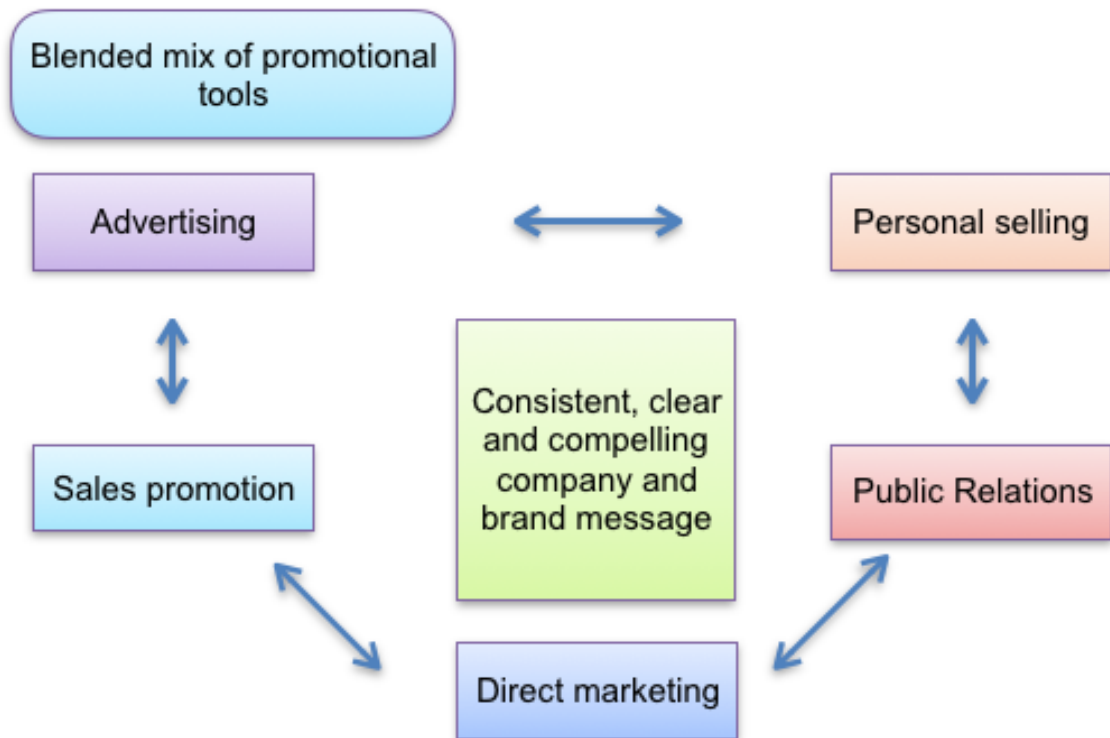 Blended mix of promotional
tools
Advertising
Personal selling
Consistent, clear
and compelling
company and
brand message
Sales promotion
Public Relations
Direct marketing